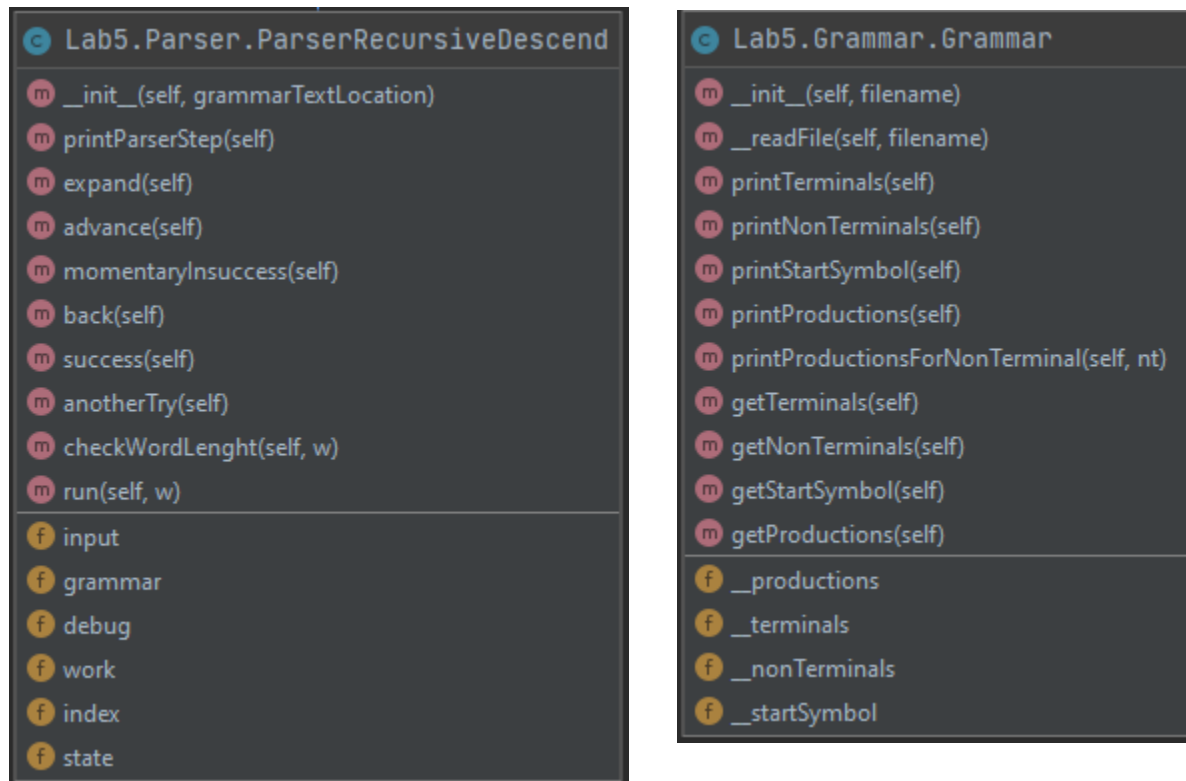 Lab5.Parser.ParserRecursiveDescend
__init__(self, grammarTextLocation)
printParserStep(self)
expand(self)
advance(self)
momentaryInsuccess(self)
back(self)
success(self)
anotherTry(self)
checkWordLenght(self, w)
run(self, w)
input
grammar
debug
work
index
state
Lab5.Grammar.Grammar
__init__(self, filename)
__readFile(self, filename)
printTerminals(self)
printNonTerminals(self)
printStartSymbol(self)
printProductions(self)
printProductionsForNonTerminal(self, nt)
getTerminals(self)
getNonTerminals(self)
getStartSymbol(self)
getProductions(self)
__productions
__terminals
__nonTerminals
__startSymbol